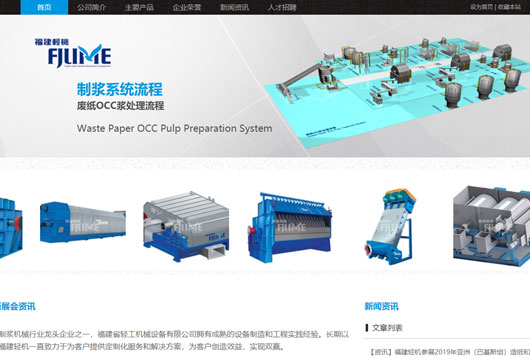 首页 公司简介 主要产品 企业荣誉 新闻资讯 人才招聘 设为首页 | 收藏本站
福建轻机
FJLIME
制浆系统流程
废纸OCC浆处理流程
Waste Paper OCC Pulp Preparation System
展会资讯
新闻资讯
制浆机械行业龙头企业之一，福建省轻工机械设备有限公司拥有成熟的设备制造和工程实践经验。长期以
福建轻机一直致力于为客户提供定制化服务和解决方案，为客户创造效益，实现双赢。
文章列表
【资讯】福建轻机参展2019年亚洲（巴基斯坦）造纸